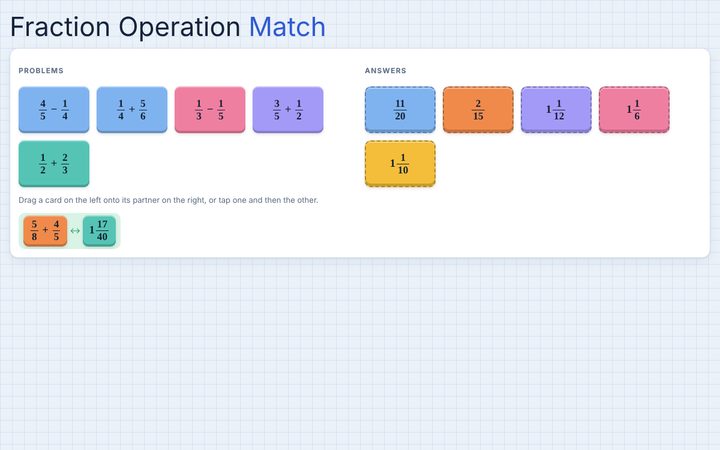 Fraction Operation Match
PROBLEMS
4/5 − 1/4
1/4 + 5/6
1/3 − 1/5
3/5 + 1/2
1/2 + 2/3
ANSWERS
11/20
2/15
1 1/12
1 1/6
1 1/10
Drag a card on the left onto its partner on the right, or tap one and then the other.
5/8 + 4/5 ↔ 1 17/40